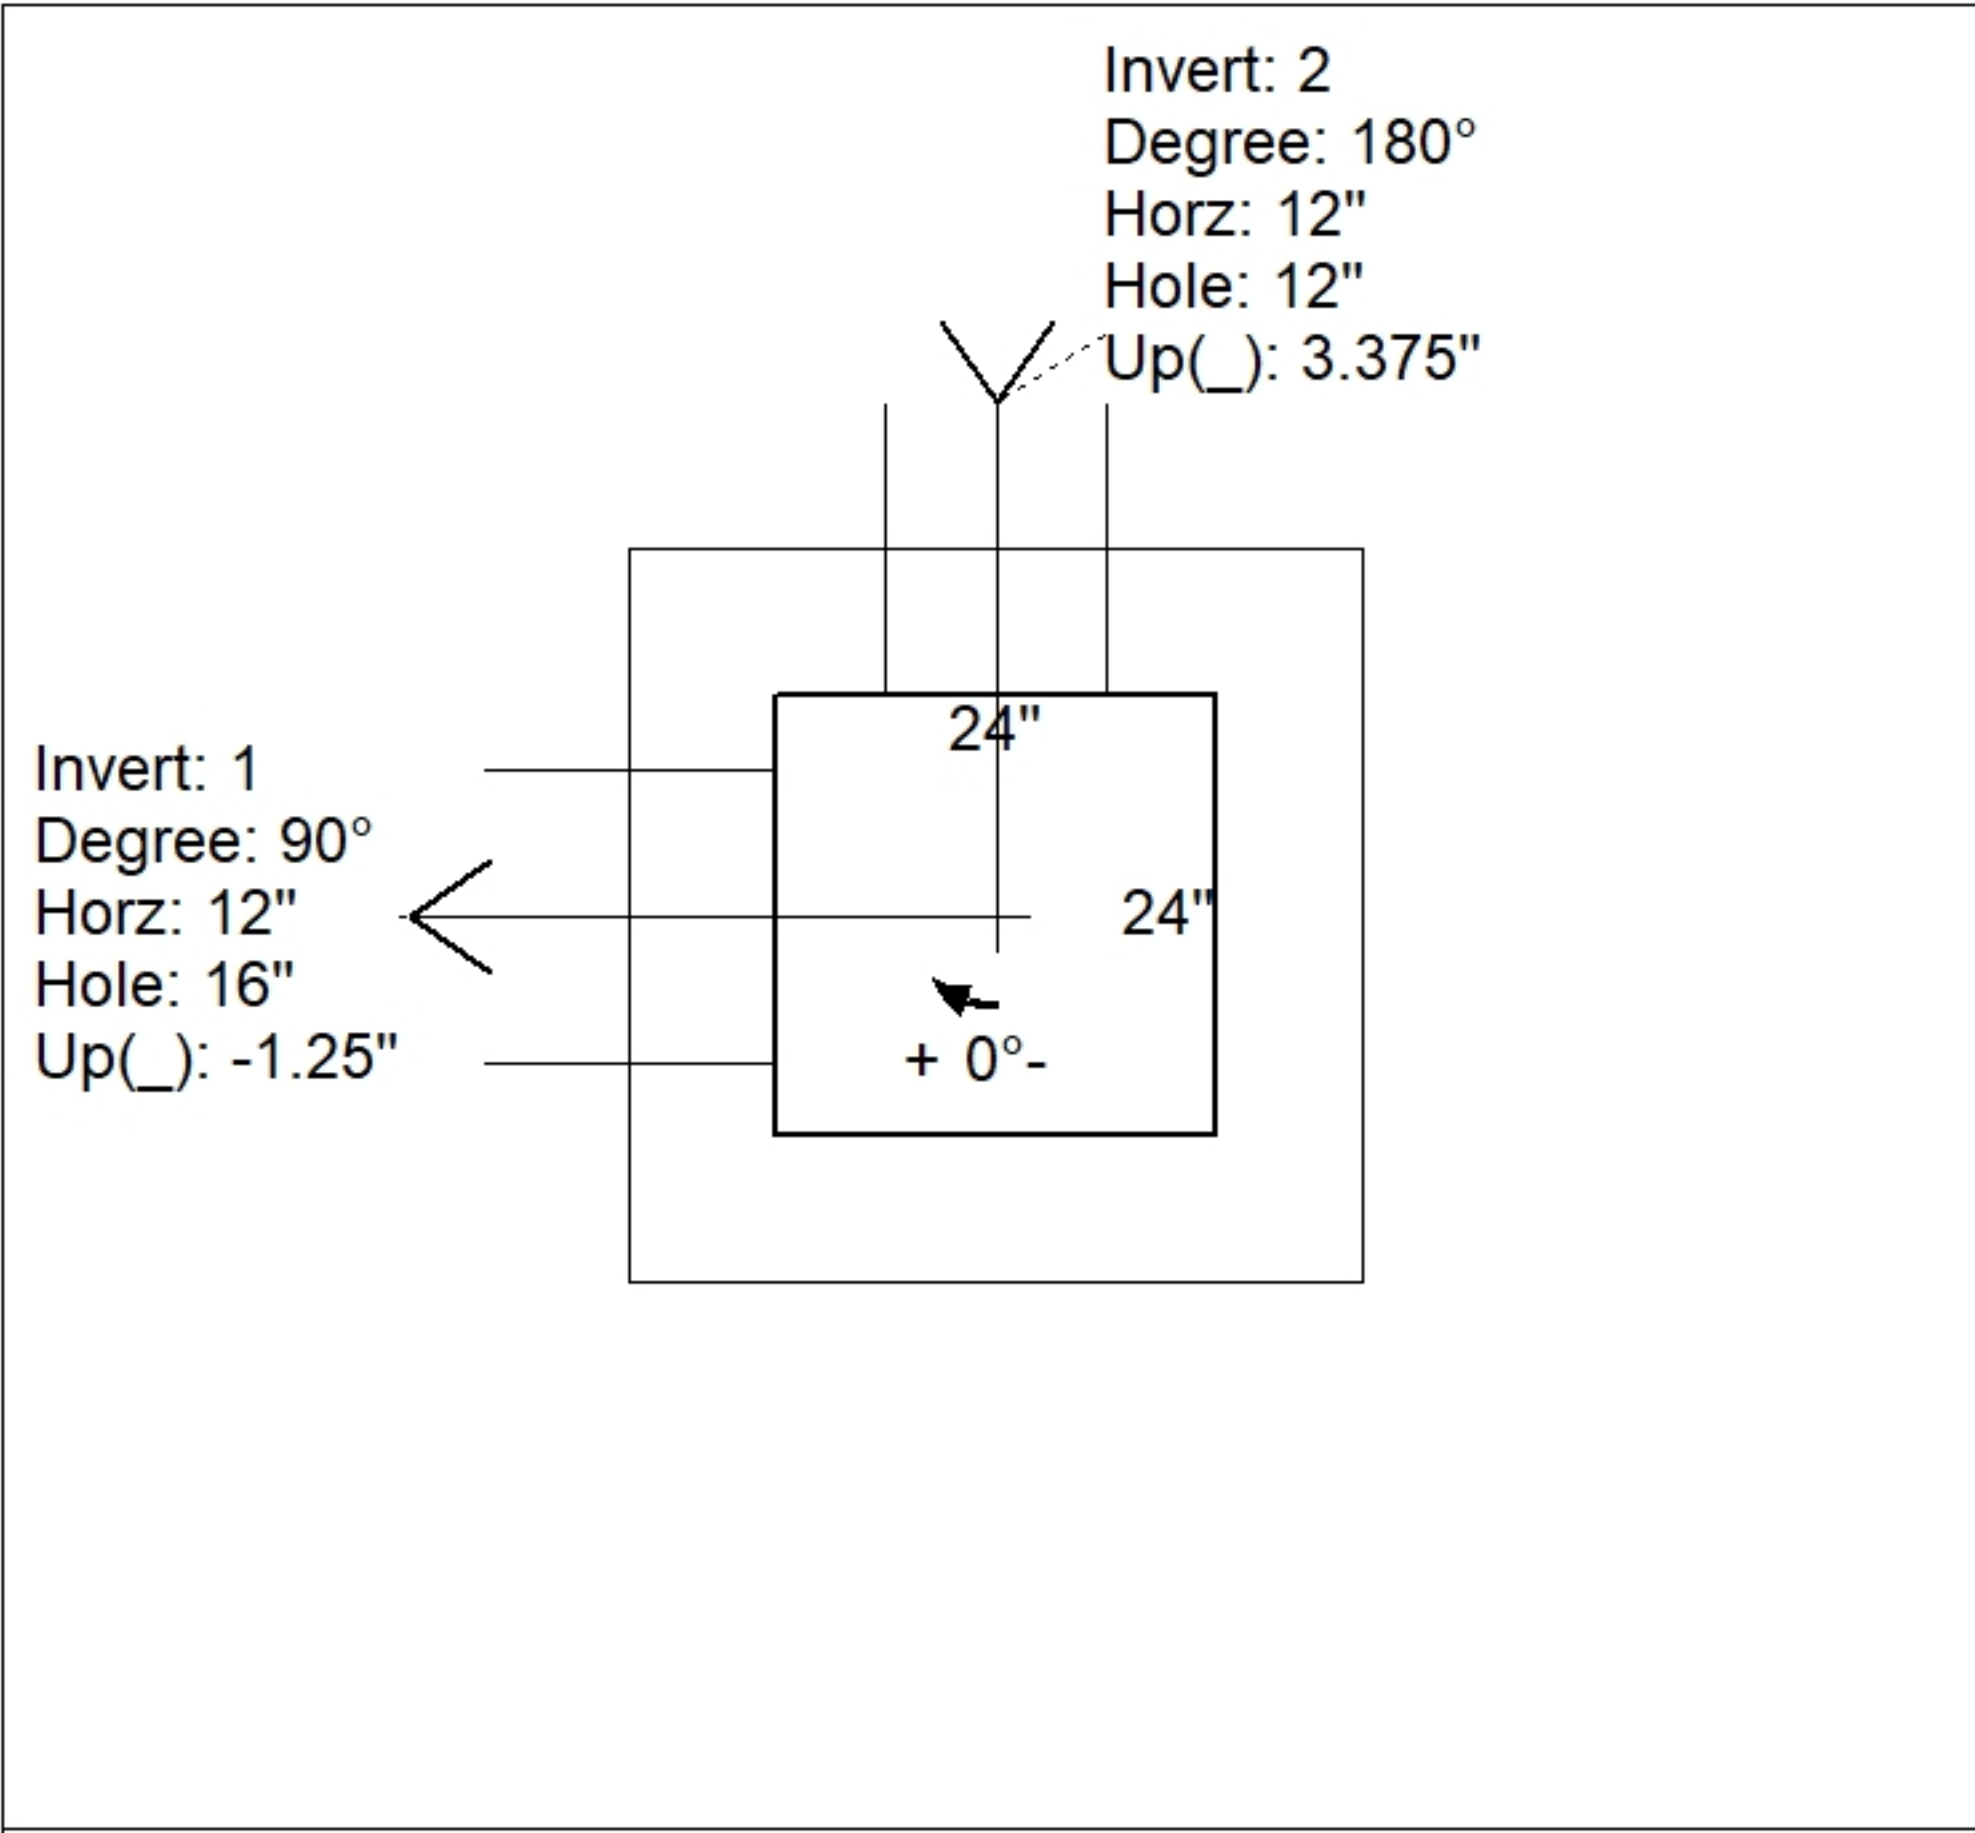 Invert: 2
Degree: 180°
Horz: 12"
Hole: 12"
Up(_): 3.375"
24"
Invert: 1
Degree: 90°
Horz: 12"
Hole: 16"
Up(_): -1.25"
24"
+ 0°-